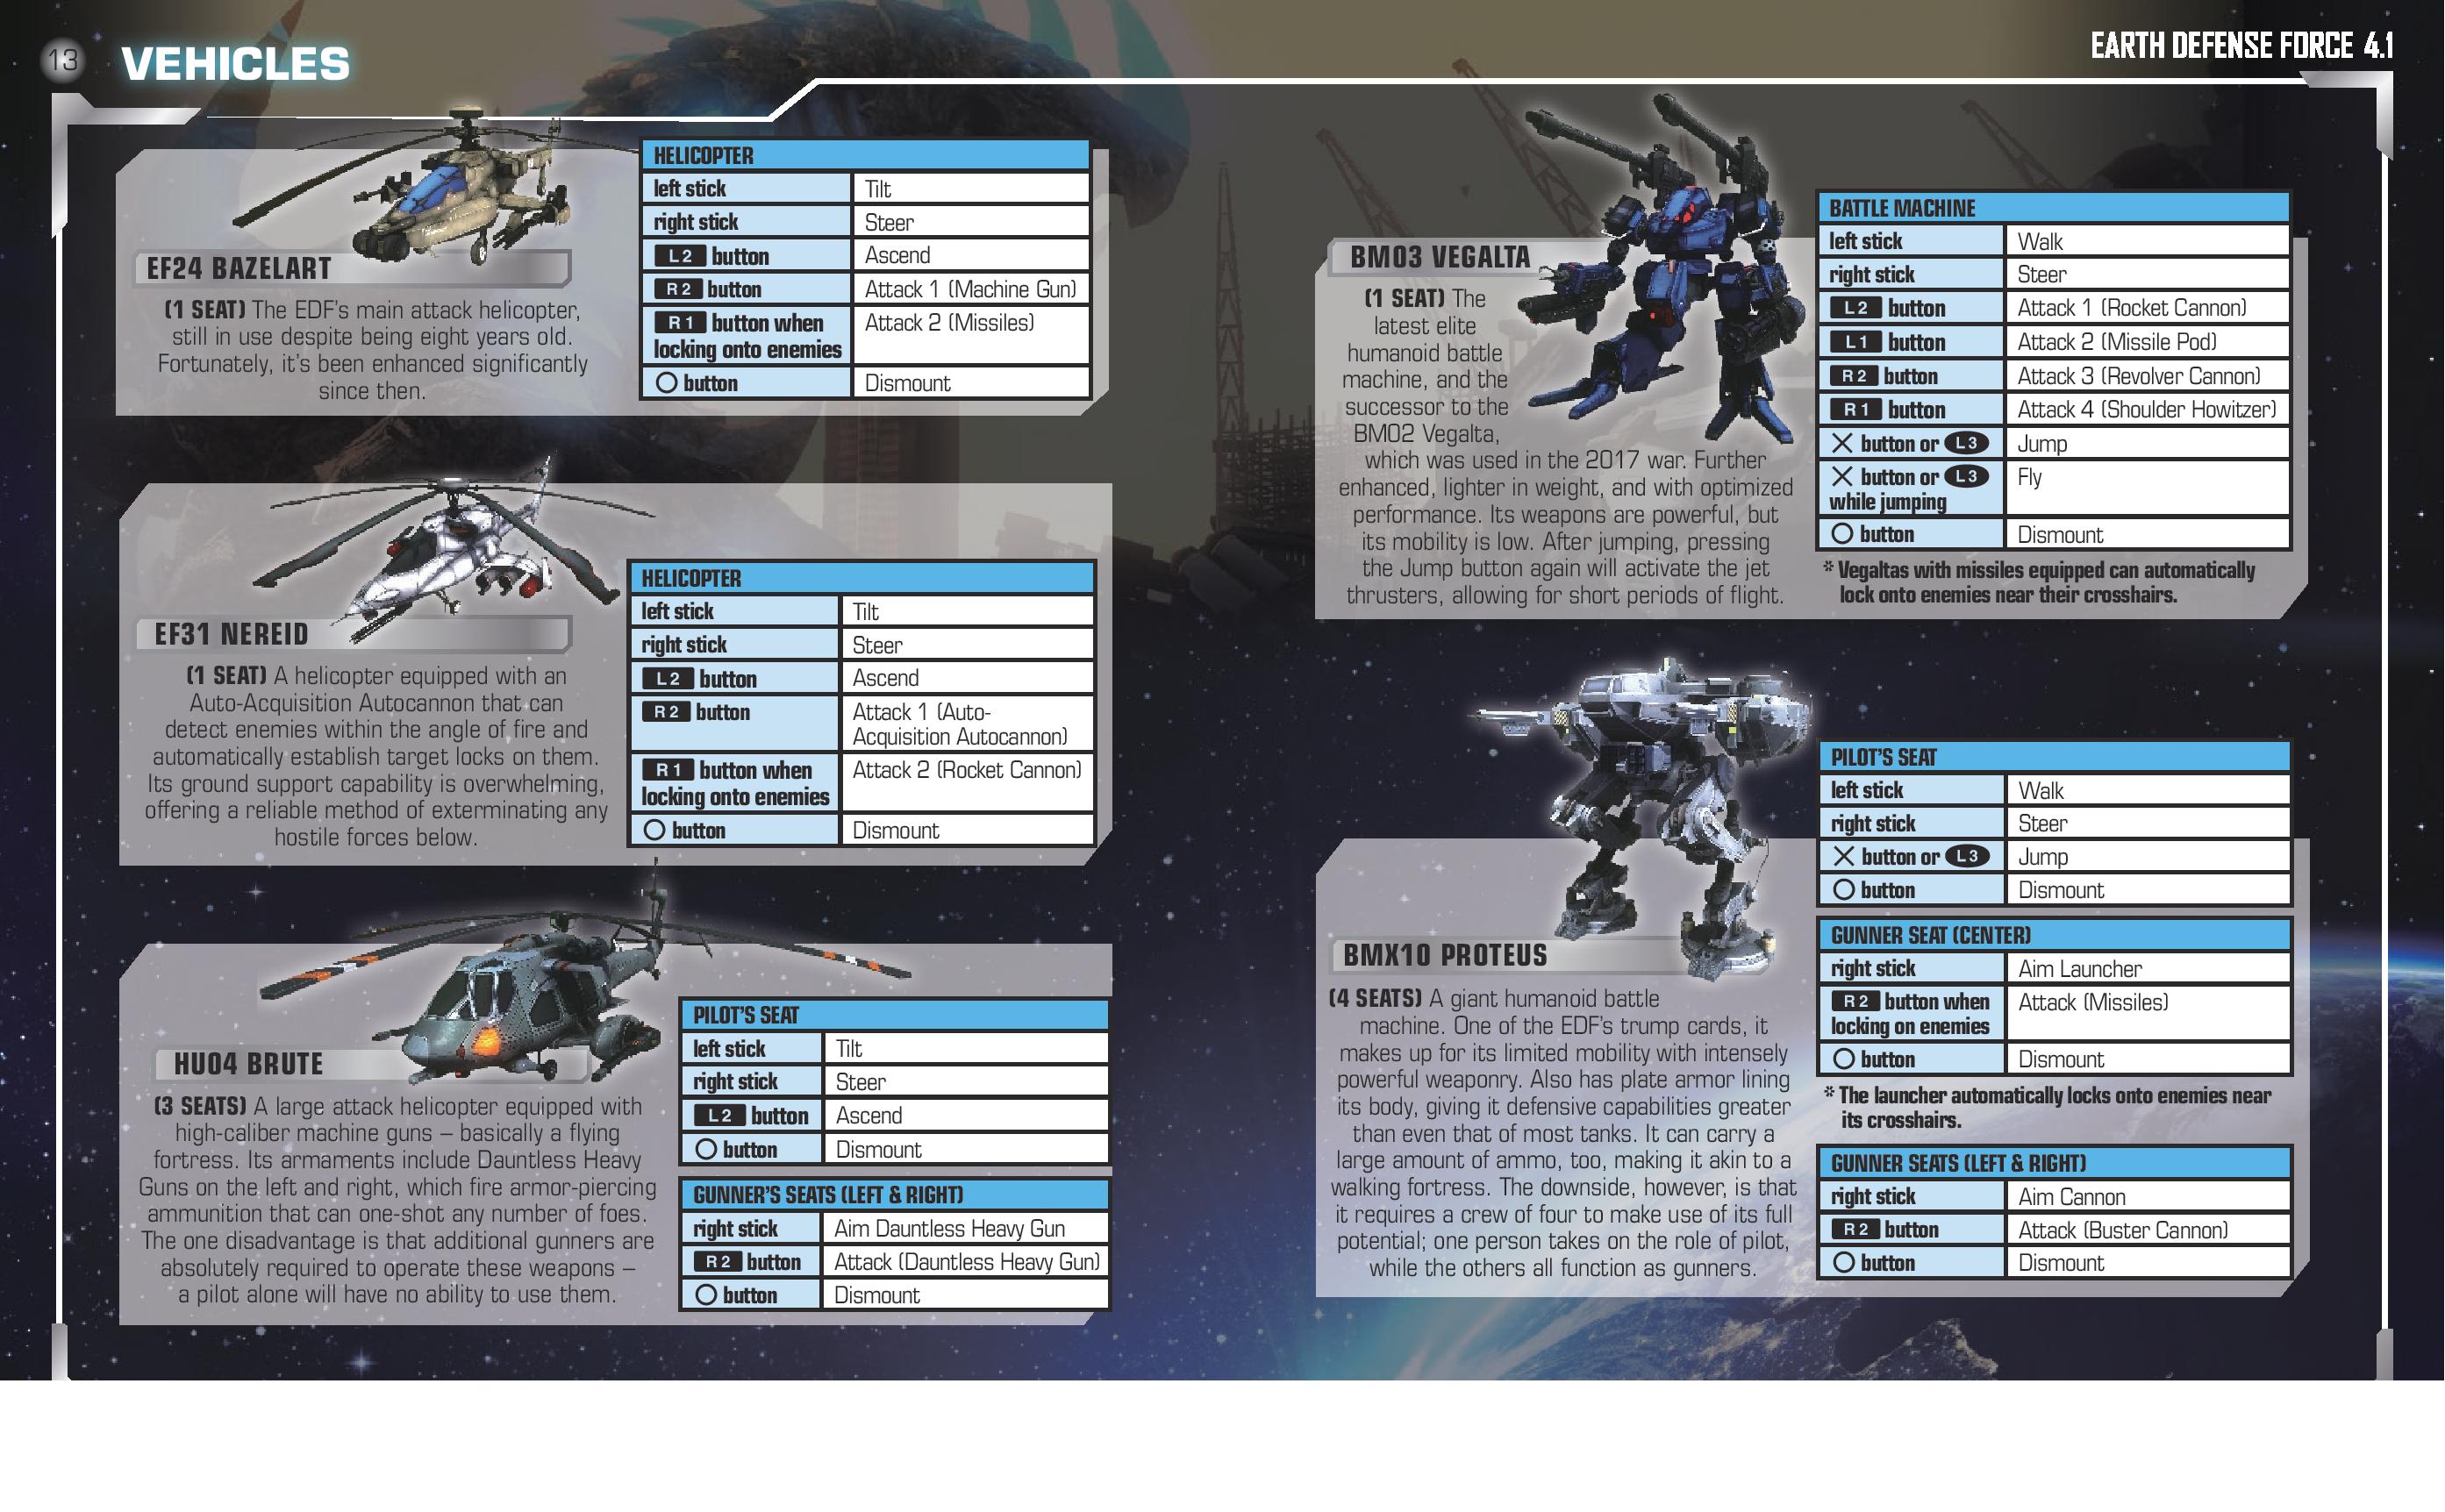 13
VEHICLES
EARTH DEFENSE FORCE 4.1
EF24 BAZELART
(1 SEAT) The EDF's main attack helicopter,
still in use despite being eight years old.
Fortunately, it's been enhanced significantly
since then.
HELICOPTER
left stick Tilt
right stick Steer
L2 button Ascend
R2 button Attack 1 (Machine Gun)
R1 button when Attack 2 (Missiles)
locking onto enemies
○ button Dismount
EF31 NEREID
(1 SEAT) A helicopter equipped with an
Auto-Acquisition Autocannon that can
detect enemies within the angle of fire and
automatically establish target locks on them.
Its ground support capability is overwhelming,
offering a reliable method of exterminating any
hostile forces below.
HELICOPTER
left stick Tilt
right stick Steer
L2 button Ascend
R2 button Attack 1 (Auto-
Acquisition Autocannon)
R1 button when Attack 2 (Rocket Cannon)
locking onto enemies
○ button Dismount
HU04 BRUTE
(3 SEATS) A large attack helicopter equipped with
high-caliber machine guns – basically a flying
fortress. Its armaments include Dauntless Heavy
Guns on the left and right, which fire armor-piercing
ammunition that can one-shot any number of foes.
The one disadvantage is that additional gunners are
absolutely required to operate these weapons –
a pilot alone will have no ability to use them.
PILOT'S SEAT
left stick Tilt
right stick Steer
L2 button Ascend
○ button Dismount
GUNNER'S SEATS (LEFT & RIGHT)
right stick Aim Dauntless Heavy Gun
R2 button Attack (Dauntless Heavy Gun)
○ button Dismount
BM03 VEGALTA
(1 SEAT) The
latest elite
humanoid battle
machine, and the
successor to the
BM02 Vegalta,
which was used in the 2017 war. Further
enhanced, lighter in weight, and with optimized
performance. Its weapons are powerful, but
its mobility is low. After jumping, pressing
the Jump button again will activate the jet
thrusters, allowing for short periods of flight.
BATTLE MACHINE
left stick Walk
right stick Steer
L2 button Attack 1 (Rocket Cannon)
L1 button Attack 2 (Missile Pod)
R2 button Attack 3 (Revolver Cannon)
R1 button Attack 4 (Shoulder Howitzer)
✕ button or L3 Jump
✕ button or L3 Fly
while jumping
○ button Dismount
* Vegaltas with missiles equipped can automatically
lock onto enemies near their crosshairs.
BMX10 PROTEUS
(4 SEATS) A giant humanoid battle
machine. One of the EDF's trump cards, it
makes up for its limited mobility with intensely
powerful weaponry. Also has plate armor lining
its body, giving it defensive capabilities greater
than even that of most tanks. It can carry a
large amount of ammo, too, making it akin to a
walking fortress. The downside, however, is that
it requires a crew of four to make use of its full
potential; one person takes on the role of pilot,
while the others all function as gunners.
PILOT'S SEAT
left stick Walk
right stick Steer
✕ button or L3 Jump
○ button Dismount
GUNNER SEAT (CENTER)
right stick Aim Launcher
R2 button when Attack (Missiles)
locking on enemies
○ button Dismount
* The launcher automatically locks onto enemies near
its crosshairs.
GUNNER SEATS (LEFT & RIGHT)
right stick Aim Cannon
R2 button Attack (Buster Cannon)
○ button Dismount